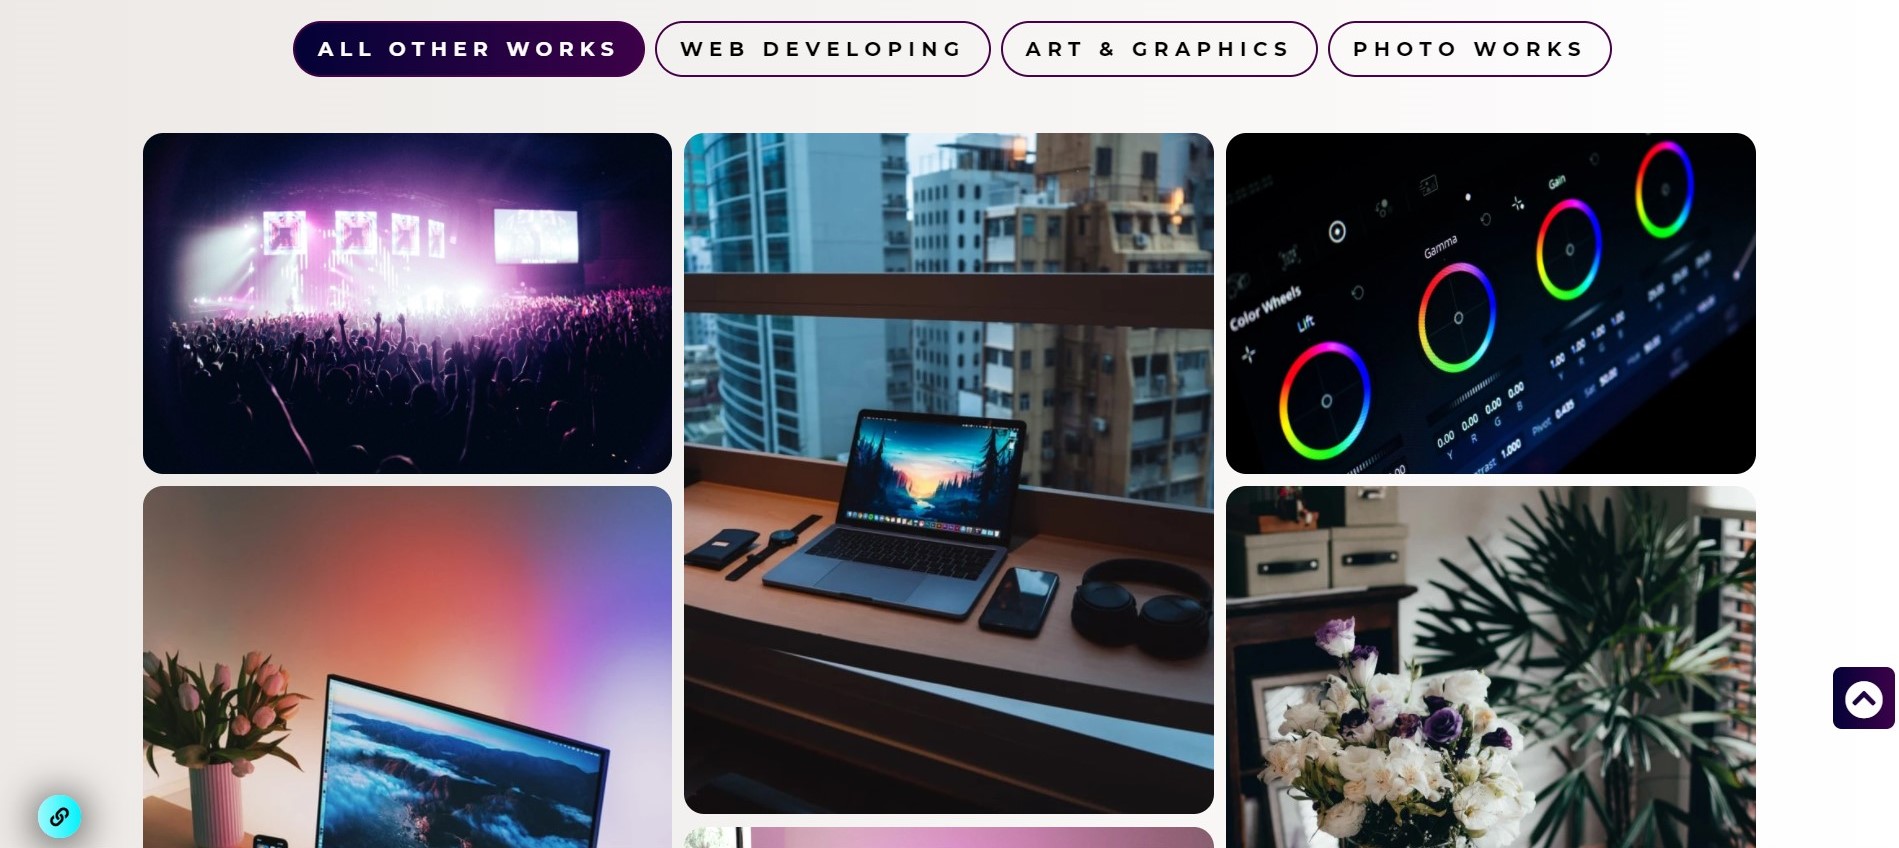 ALL OTHER WORKS
WEB DEVELOPING
ART & GRAPHICS
PHOTO WORKS
Gain
Gamma
Color Wheels
Lift
1.00 1.00 1.00 1.00
Y R G B
0.00 0.00 0.00 0.00
Y R G B
Sat 50.00
Pivot 0.435
1.000